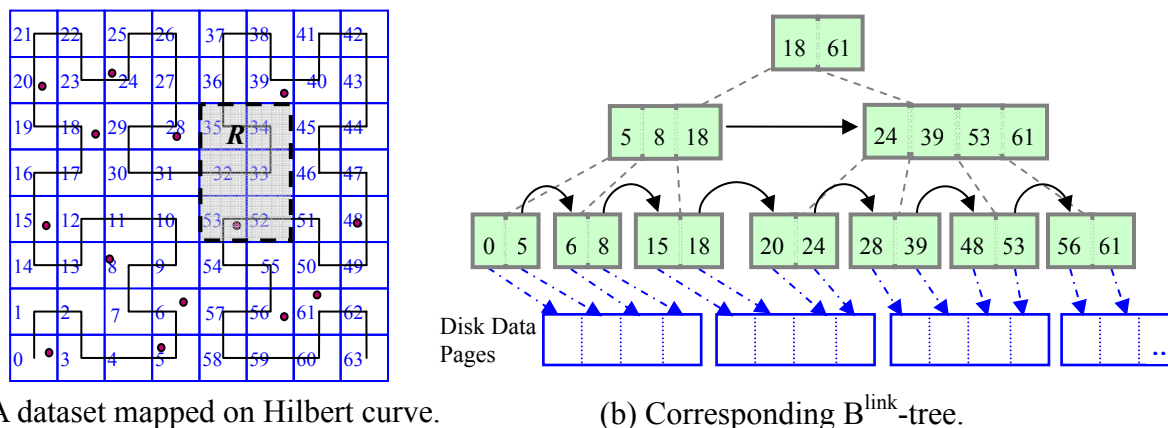 21 22 25 26 37 38 41 42
20 23 24 27 36 39 40 43
19 18 29 28 35 R 34 45 44
16 17 30 31 32 33 46 47
15 12 11 10 53 52 51 48
14 13 8 9 54 55 50 49
1 2 7 6 57 56 61 62
0 3 4 5 58 59 60 63
A dataset mapped on Hilbert curve.
18 61
5 8 18 24 39 53 61
0 5 6 8 15 18 20 24 28 39 48 53 56 61
Disk Data
Pages
...
(b) Corresponding B^link-tree.